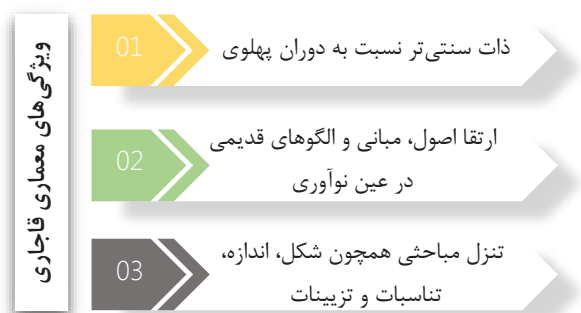 ویژگی‌های معماری قاجاری
01
ذات سنتی‌تر نسبت به دوران پهلوی
02
ارتقا اصول، مبانی و الگوهای قدیمی
در عین نوآوری
03
تنزل مباحثی همچون شکل، اندازه،
تناسبات و تزیینات